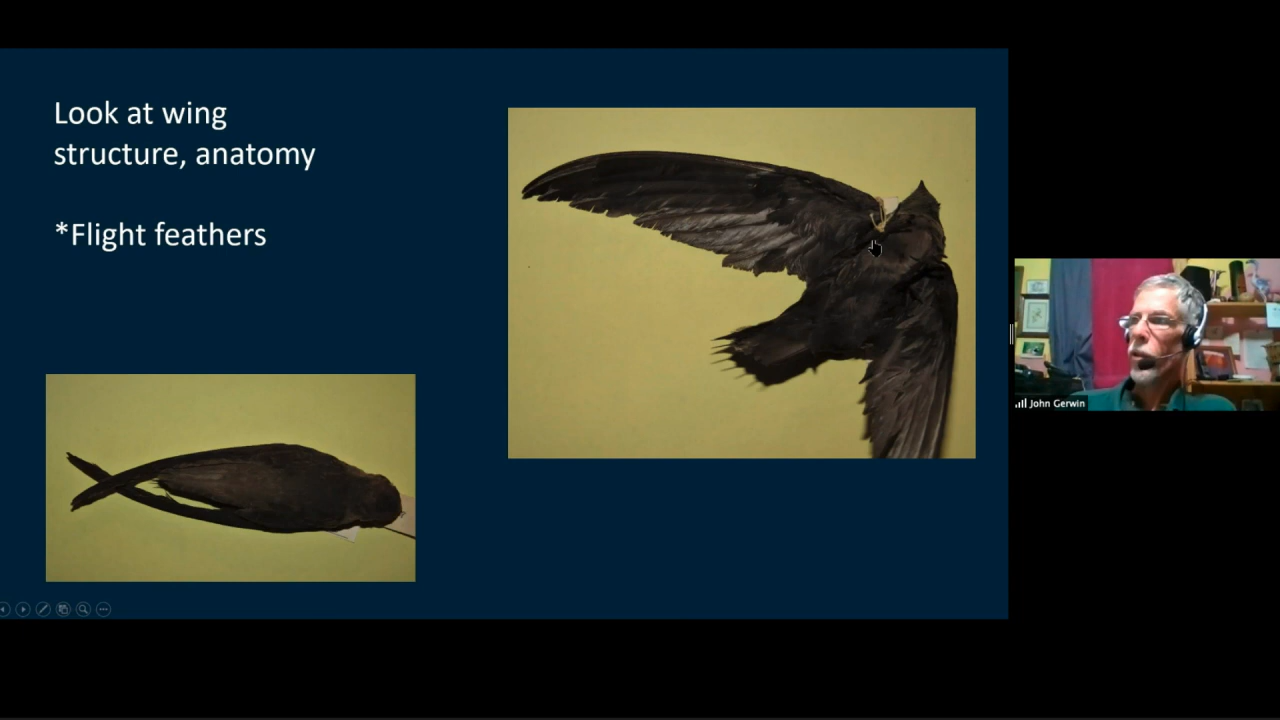 Look at wing
structure, anatomy
*Flight feathers
John Gerwin